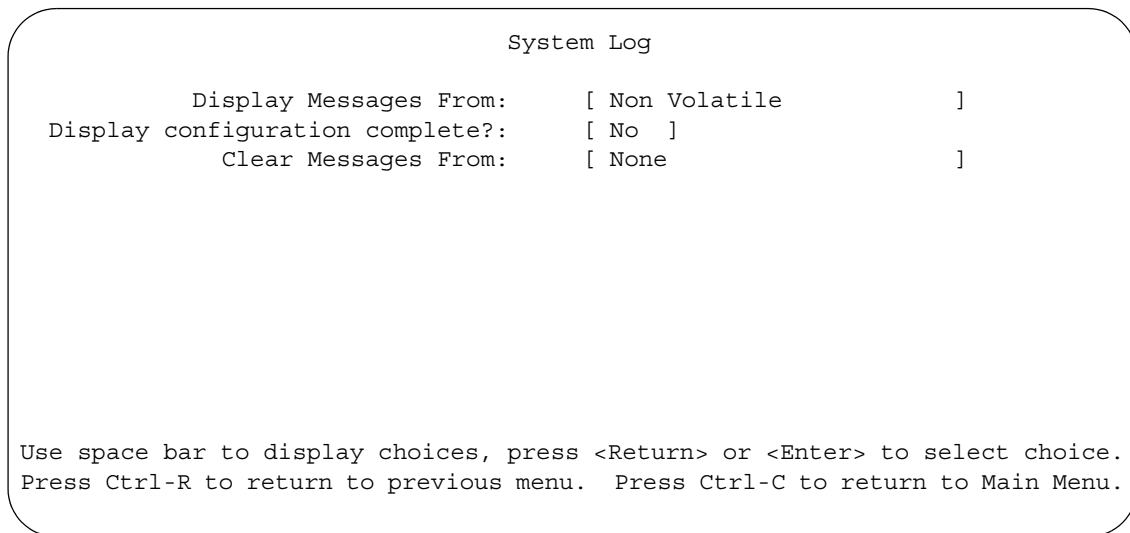 System Log
Display Messages From: [ Non Volatile ]
Display configuration complete?: [ No ]
Clear Messages From: [ None ]
Use space bar to display choices, press <Return> or <Enter> to select choice.
Press Ctrl-R to return to previous menu. Press Ctrl-C to return to Main Menu.